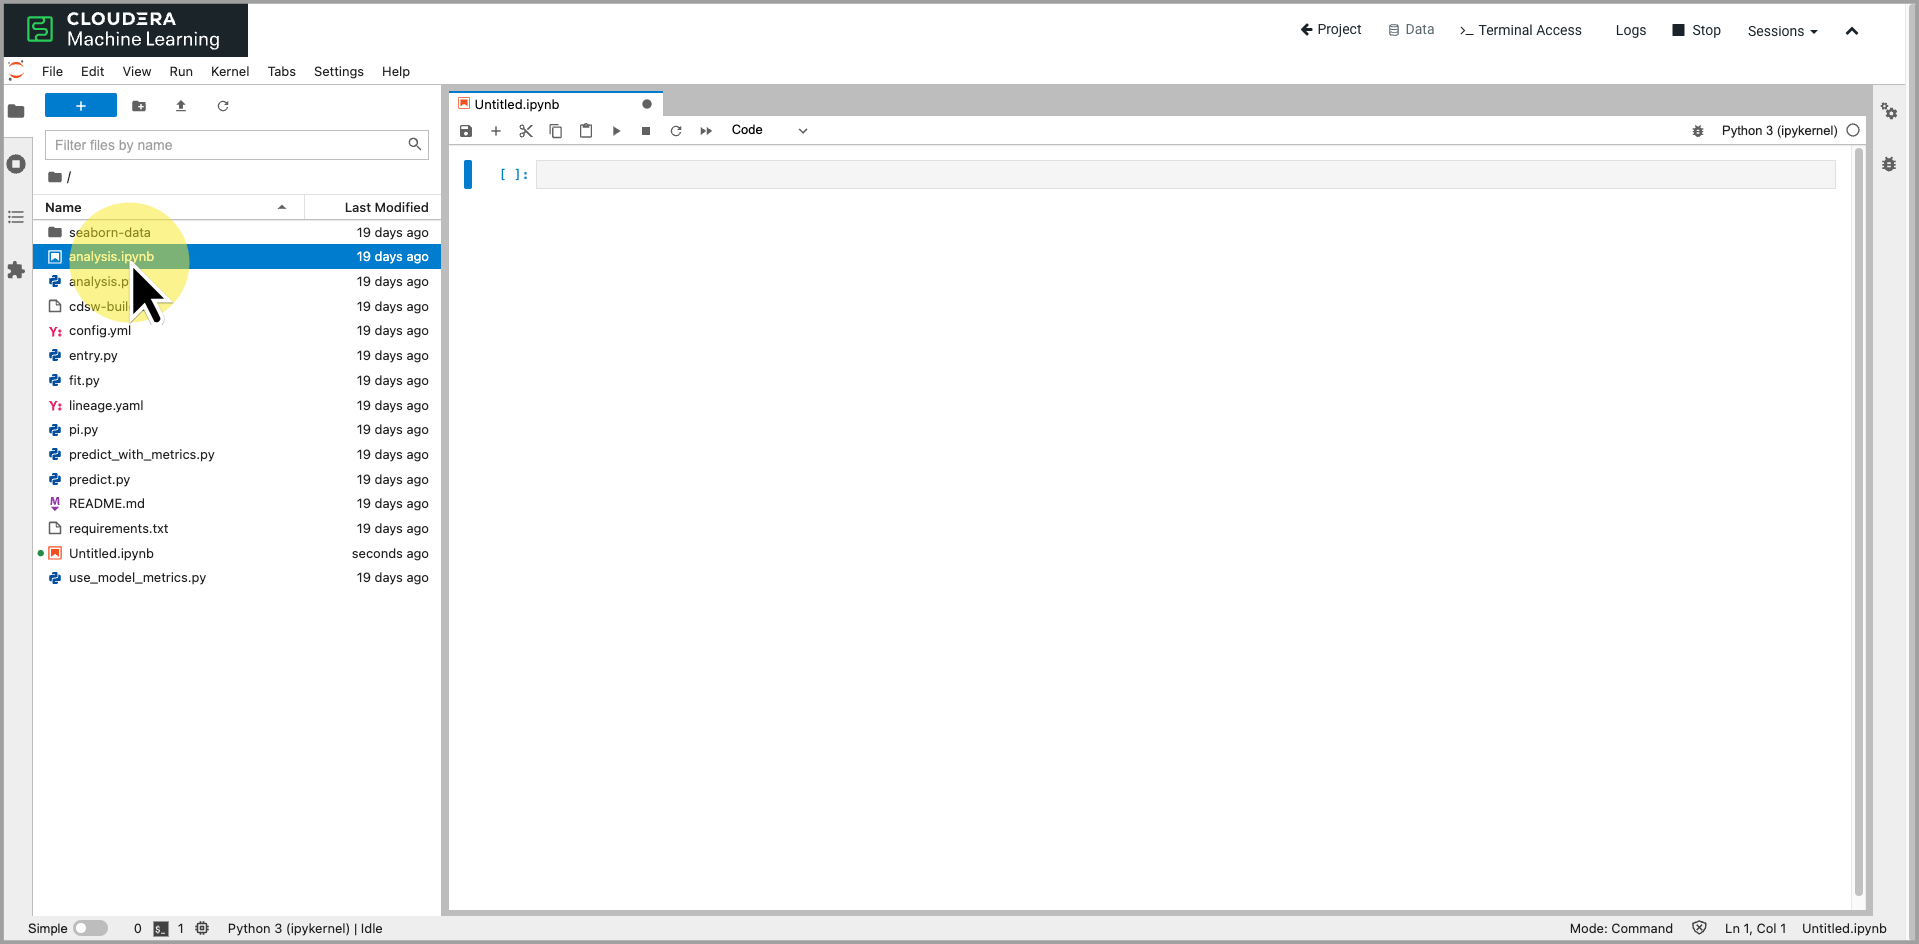 CLOUDERA
Machine Learning
Project
Data
Terminal Access
Logs
Stop
Sessions
File Edit View Run Kernel Tabs Settings Help
+
Filter files by name
/
Name Last Modified
seaborn-data 19 days ago
analysis.ipynb 19 days ago
analysis.p 19 days ago
cdsw-buil 19 days ago
config.yml 19 days ago
entry.py 19 days ago
fit.py 19 days ago
lineage.yaml 19 days ago
pi.py 19 days ago
predict_with_metrics.py 19 days ago
predict.py 19 days ago
README.md 19 days ago
requirements.txt 19 days ago
Untitled.ipynb seconds ago
use_model_metrics.py 19 days ago
Untitled.ipynb
Code
Python 3 (ipykernel)
[ ]:
Simple 0 $_ 1 Python 3 (ipykernel) | Idle
Mode: Command Ln 1, Col 1 Untitled.ipynb